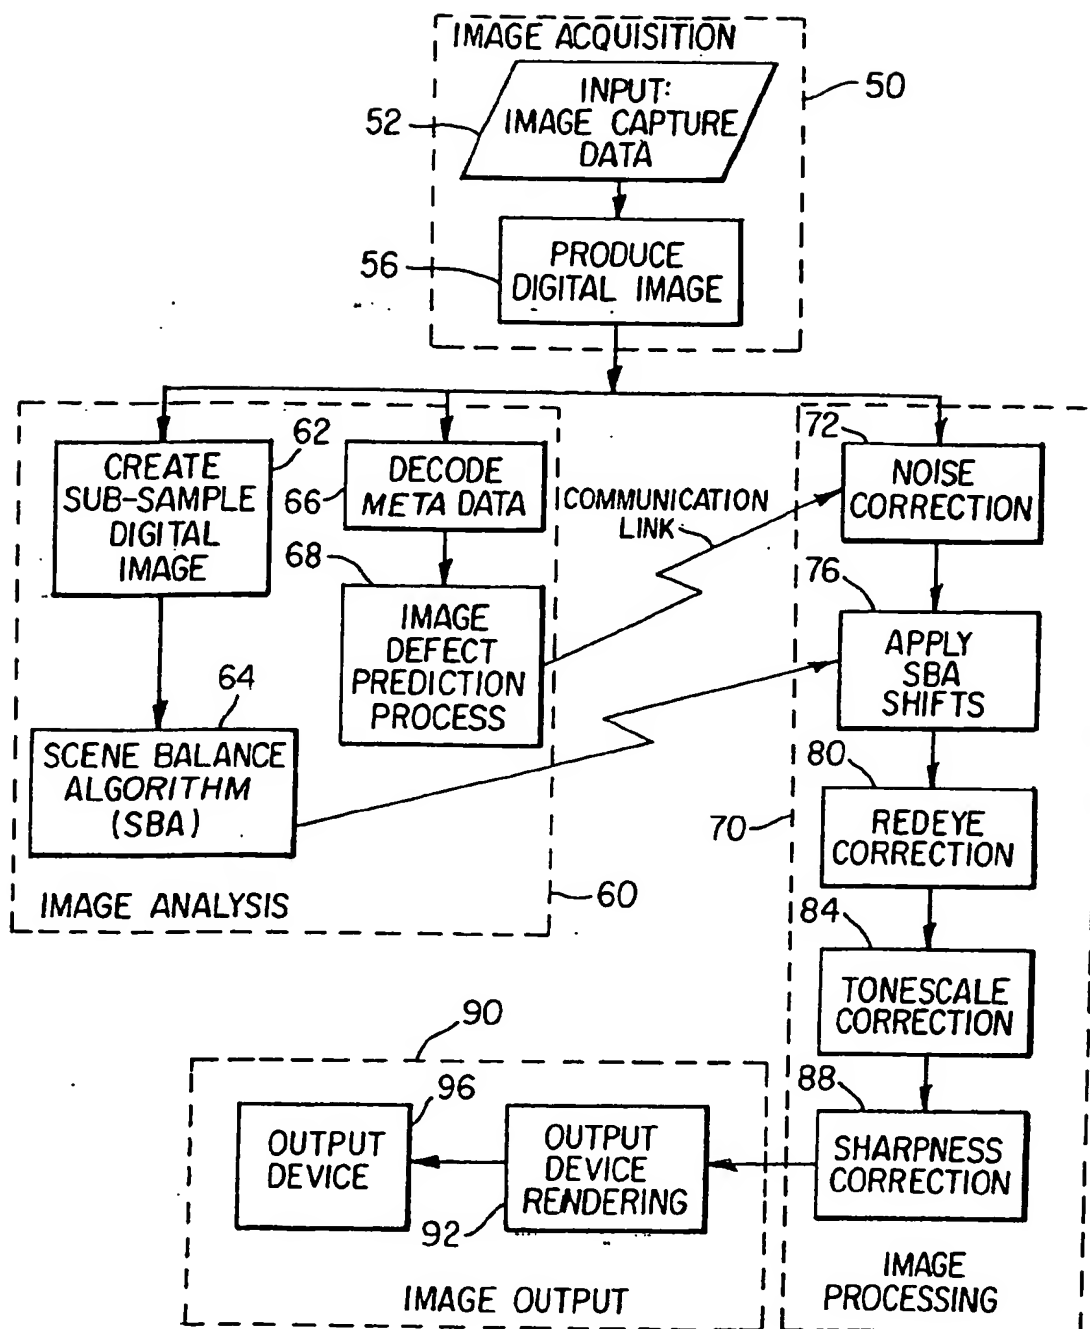 IMAGE ACQUISITION
INPUT:
IMAGE CAPTURE
DATA
50
52
PRODUCE
DIGITAL IMAGE
56
62
CREATE
SUB-SAMPLE
DIGITAL
IMAGE
DECODE
META DATA
66
68
IMAGE
DEFECT
PREDICTION
PROCESS
64
SCENE BALANCE
ALGORITHM
(SBA)
IMAGE ANALYSIS
60
COMMUNICATION
LINK
72
NOISE
CORRECTION
76
APPLY
SBA
SHIFTS
80
70
REDEYE
CORRECTION
84
TONESCALE
CORRECTION
88
SHARPNESS
CORRECTION
IMAGE
PROCESSING
90
96
OUTPUT
DEVICE
OUTPUT
DEVICE
RENDERING
92
IMAGE OUTPUT